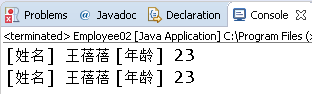 Problems @ Javadoc Declaration Console
<terminated> Employee02 [Java Application] C:\Program Files (
[姓名] 王蓓蓓 [年龄] 23
[姓名] 王蓓蓓 [年龄] 23